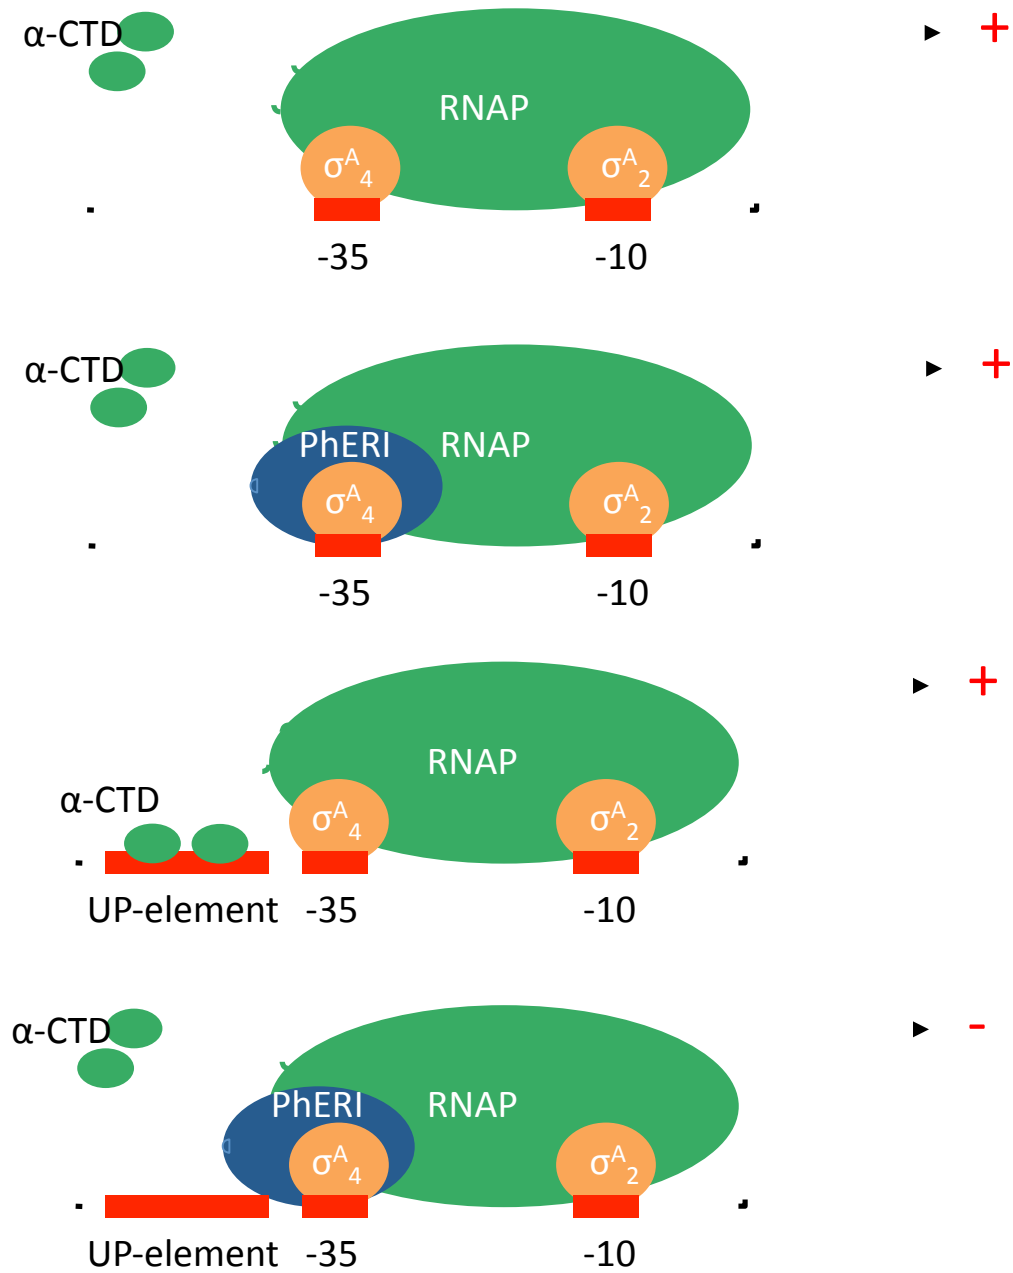 α-CTD
+
RNAP
σA4
σA2
-35
-10
α-CTD
+
PhERI
RNAP
σA4
σA2
-35
-10
+
RNAP
α-CTD
σA4
σA2
UP-element
-35
-10
α-CTD
-
PhERI
RNAP
σA4
σA2
UP-element
-35
-10